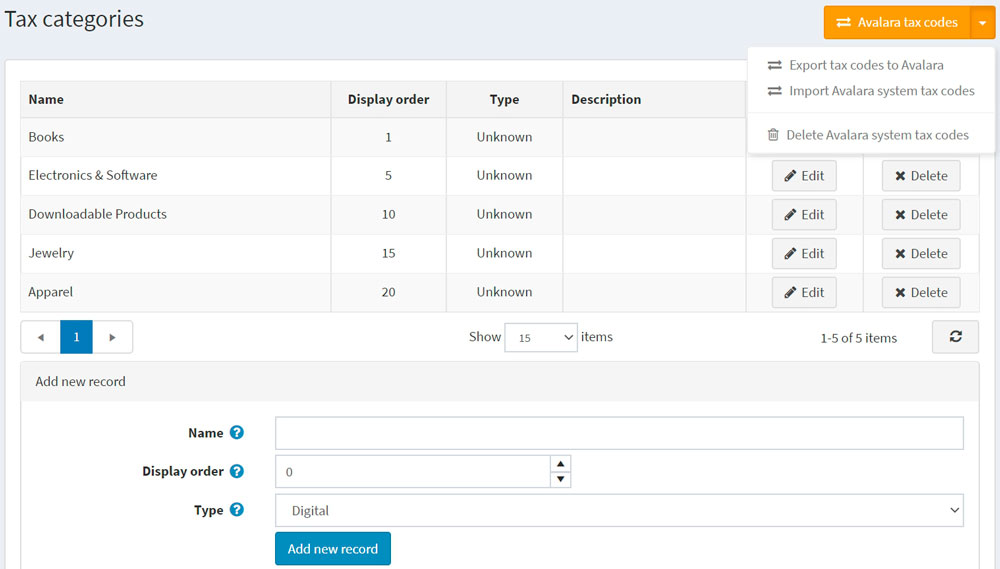 Tax categories
Avalara tax codes
Export tax codes to Avalara
Import Avalara system tax codes
Delete Avalara system tax codes
Name Display order Type Description
Books 1 Unknown
Electronics & Software 5 Unknown Edit Delete
Downloadable Products 10 Unknown Edit Delete
Jewelry 15 Unknown Edit Delete
Apparel 20 Unknown Edit Delete
1 Show 15 items 1-5 of 5 items
Add new record
Name ?
Display order ? 0
Type ? Digital
Add new record